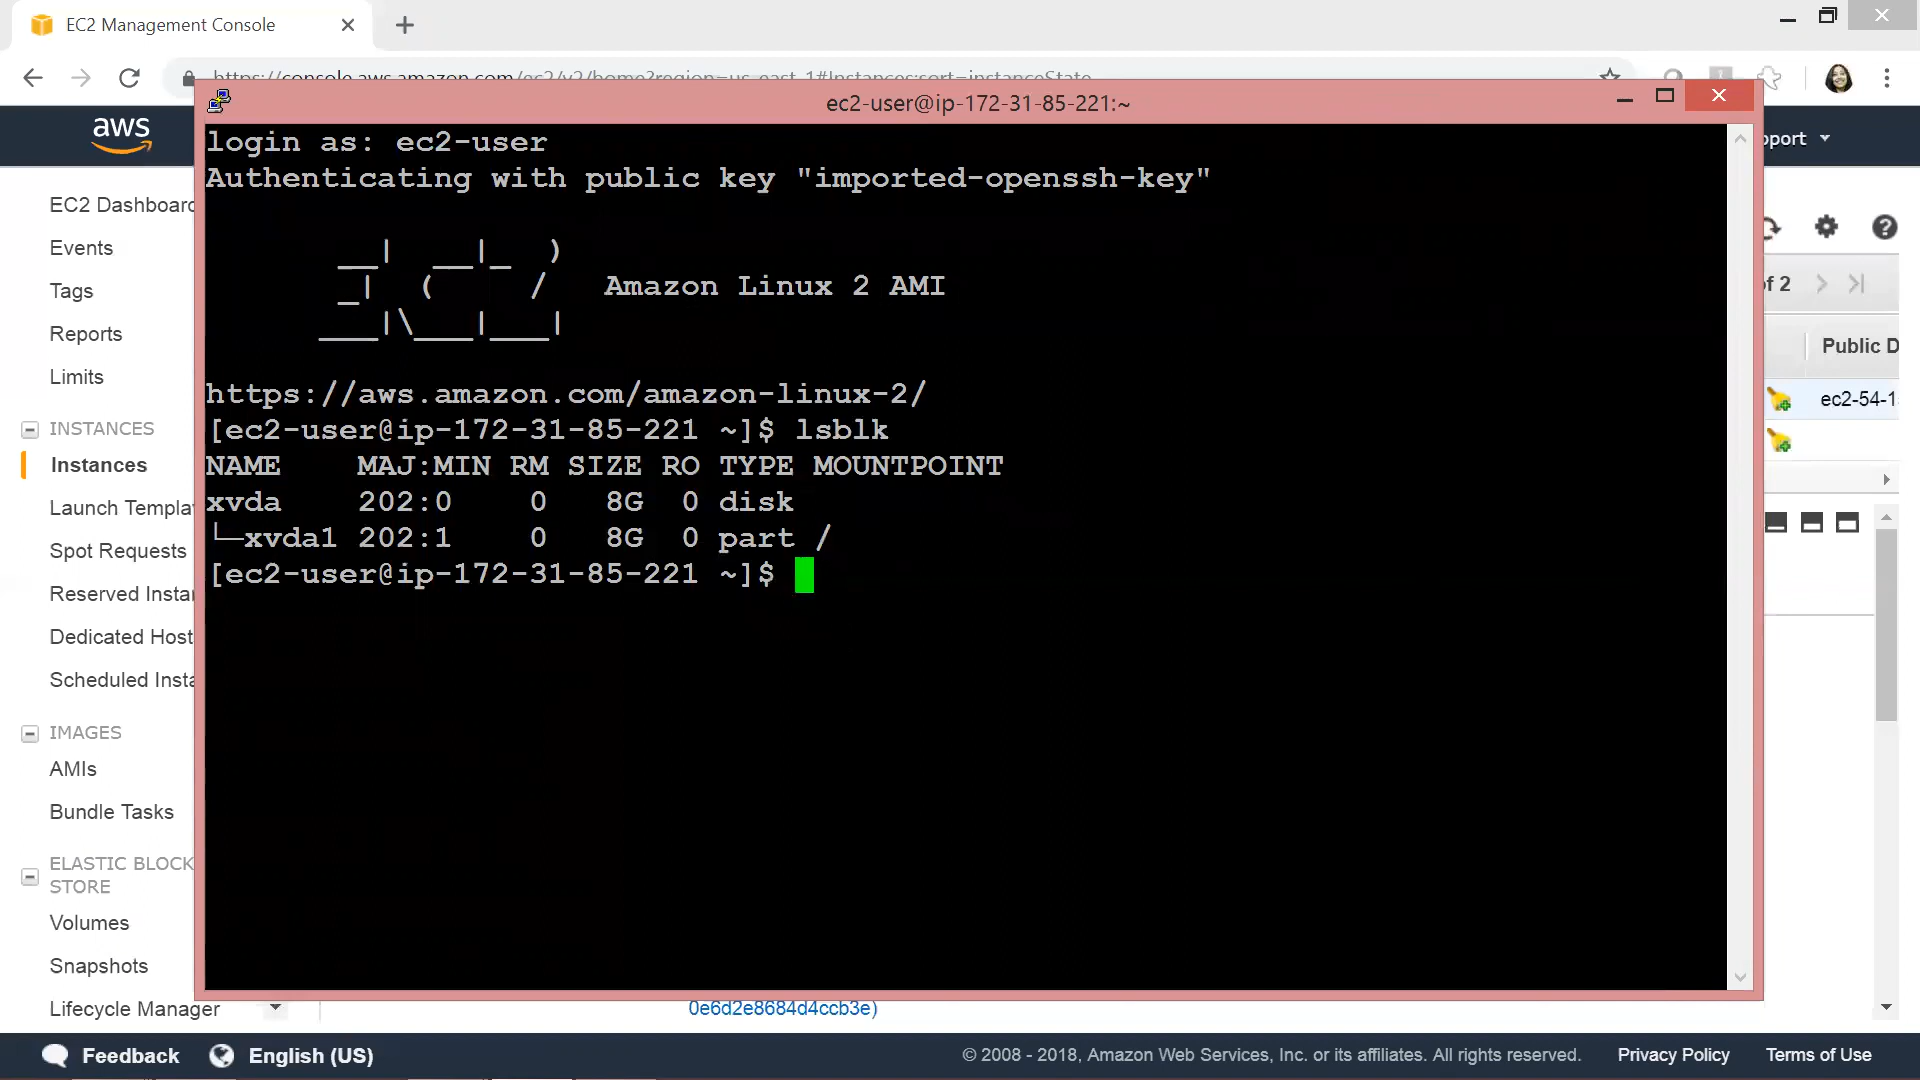 EC2 Management Console
https://console.aws.amazon.com/ec2/v2/home?region=us-east-1#Instances:sort=instanceState
ec2-user@ip-172-31-85-221:~
aws
pport
login as: ec2-user
Authenticating with public key "imported-openssh-key"
__|  __|_  )
_|  (     /   Amazon Linux 2 AMI
___|\___|___|
https://aws.amazon.com/amazon-linux-2/
[ec2-user@ip-172-31-85-221 ~]$ lsblk
NAME    MAJ:MIN RM SIZE RO TYPE MOUNTPOINT
xvda    202:0    0   8G  0 disk
└─xvda1 202:1    0   8G  0 part /
[ec2-user@ip-172-31-85-221 ~]$
EC2 Dashboard
Events
Tags
Reports
Limits
INSTANCES
Instances
Launch Templa
Spot Requests
Reserved Instan
Dedicated Host
Scheduled Insta
IMAGES
AMIs
Bundle Tasks
ELASTIC BLOCK
STORE
Volumes
Snapshots
Lifecycle Manager
of 2
Public D
ec2-54-1
0e6d2e8684d4ccb3e)
Feedback
English (US)
© 2008 - 2018, Amazon Web Services, Inc. or its affiliates. All rights reserved.
Privacy Policy
Terms of Use